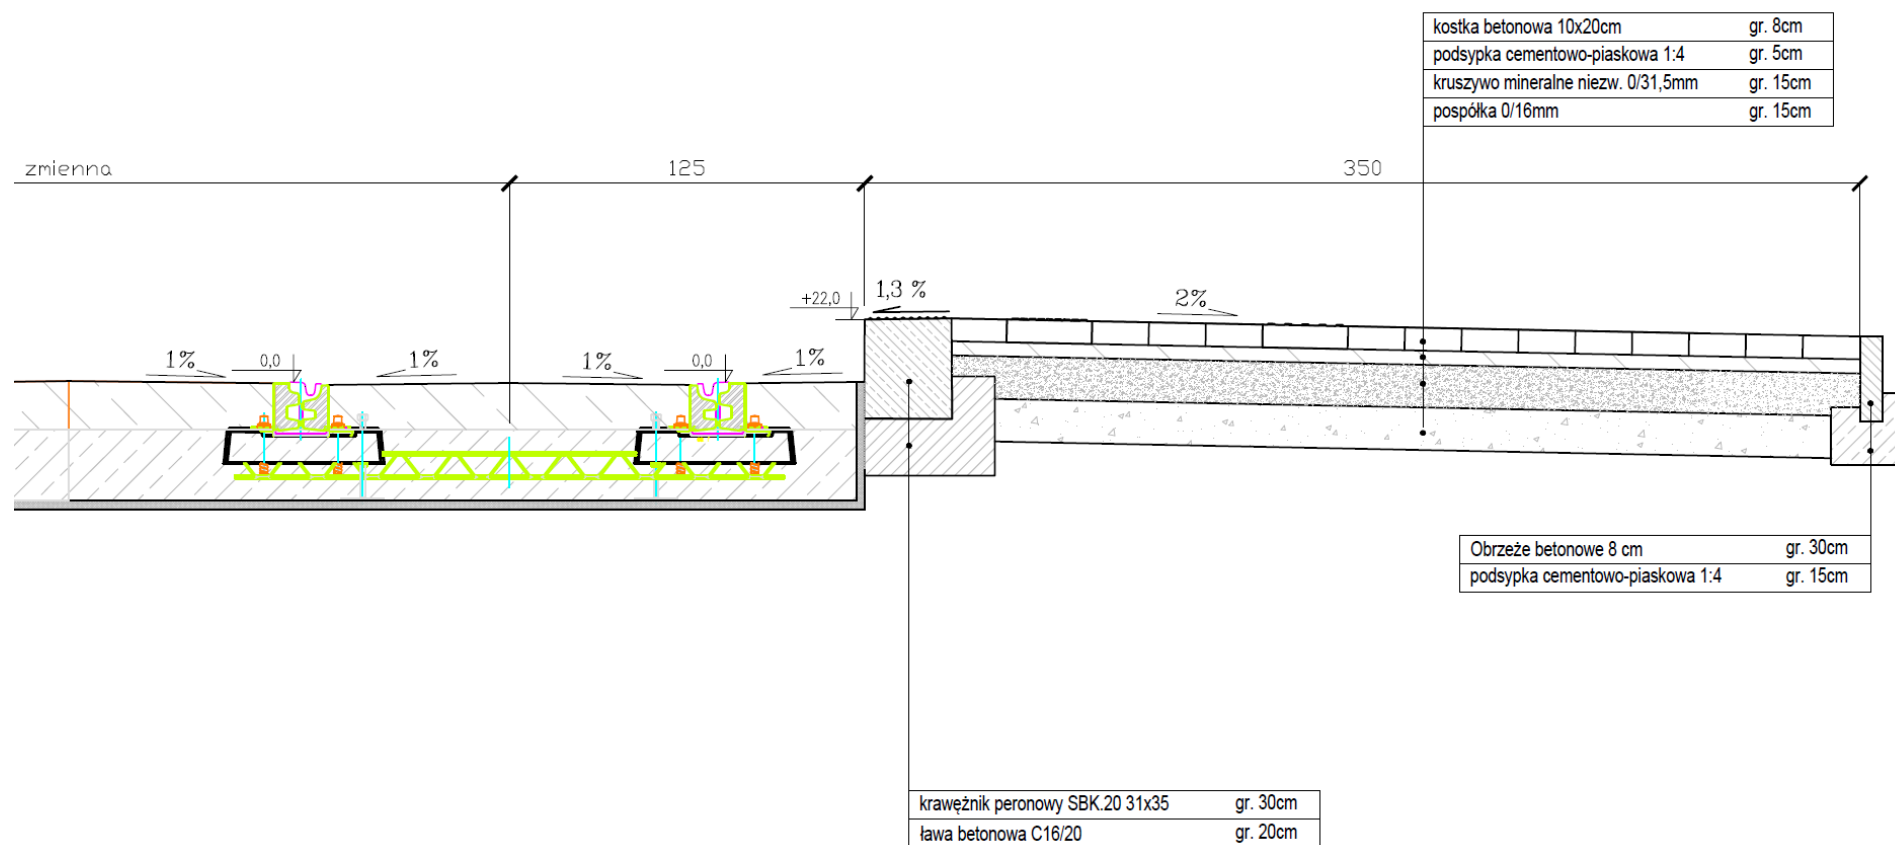 kostka betonowa 10x20cm gr. 8cm
podsypka cementowo-piaskowa 1:4 gr. 5cm
kruszywo mineralne niezw. 0/31,5mm gr. 15cm
pospółka 0/16mm gr. 15cm
zmienna 125 350
+22,0 1,3 % 2%
1% 0,0 1% 1% 0,0 1%
Obrzeże betonowe 8 cm gr. 30cm
podsypka cementowo-piaskowa 1:4 gr. 15cm
krawężnik peronowy SBK.20 31x35 gr. 30cm
ława betonowa C16/20 gr. 20cm